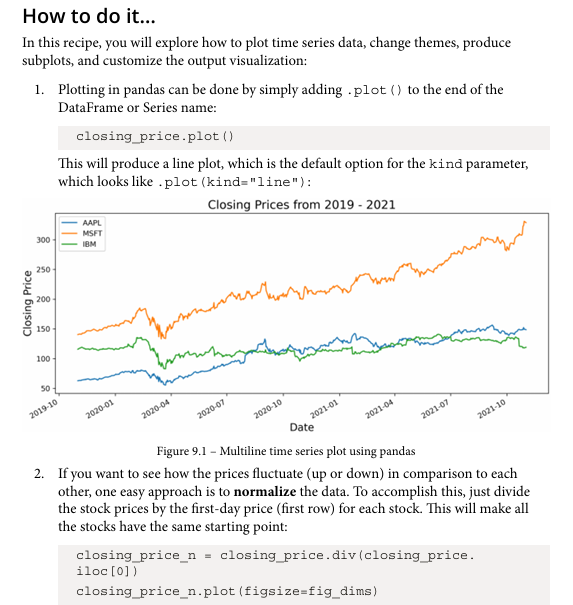 How to do it...
In this recipe, you will explore how to plot time series data, change themes, produce
subplots, and customize the output visualization:
1. Plotting in pandas can be done by simply adding .plot() to the end of the
DataFrame or Series name:
closing_price.plot()
This will produce a line plot, which is the default option for the kind parameter,
which looks like .plot(kind="line"):
Closing Prices from 2019 - 2021
AAPL
MSFT
IBM
300
250
200
150
100
50
Closing Price
2019-10
2020-01
2020-04
2020-07
2020-10
2021-01
2021-04
2021-07
2021-10
Date
Figure 9.1 – Multiline time series plot using pandas
2. If you want to see how the prices fluctuate (up or down) in comparison to each
other, one easy approach is to normalize the data. To accomplish this, just divide
the stock prices by the first-day price (first row) for each stock. This will make all
the stocks have the same starting point:
closing_price_n = closing_price.div(closing_price.
iloc[0])
closing_price_n.plot(figsize=fig_dims)